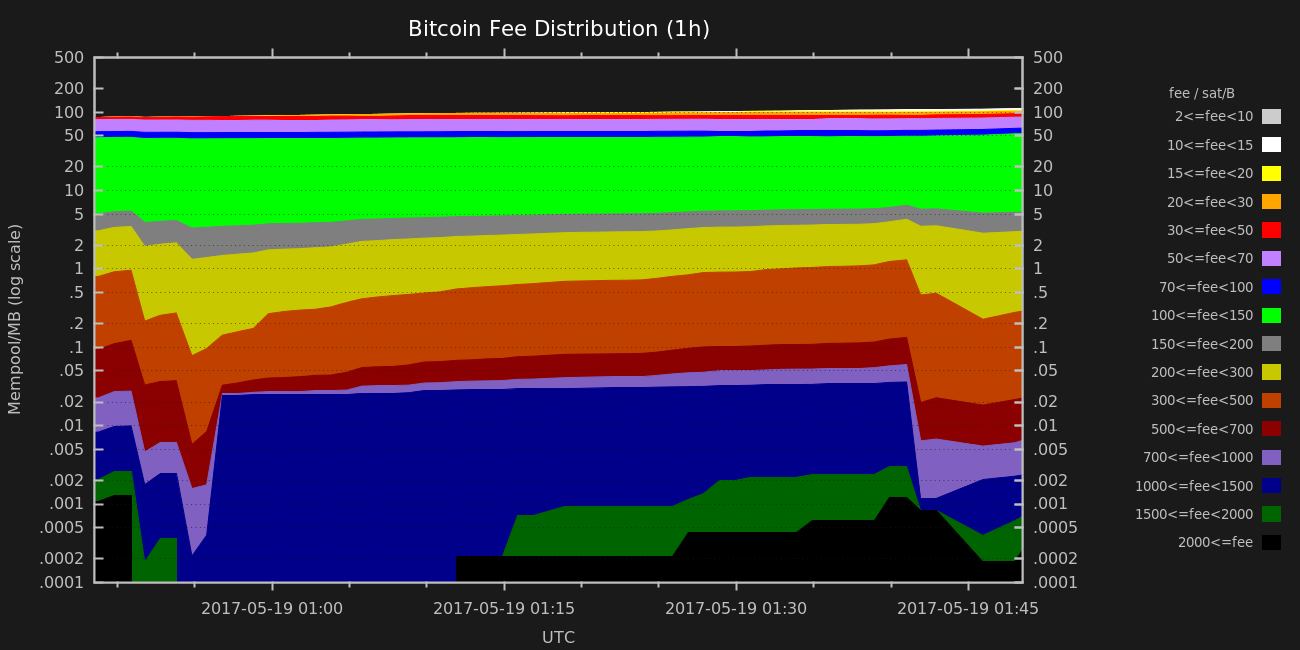 Bitcoin Fee Distribution (1h)
500 500
200 200
100 100
50 50
20 20
10 10
5 5
2 2
1 1
.5 .5
.2 .2
.1 .1
.05 .05
.02 .02
.01 .01
.005 .005
.002 .002
.001 .001
.0005 .0005
.0002 .0002
.0001 .0001
Mempool/MB (log scale)
2017-05-19 01:00 2017-05-19 01:15 2017-05-19 01:30 2017-05-19 01:45
UTC
fee / sat/B
2<=fee<10
10<=fee<15
15<=fee<20
20<=fee<30
30<=fee<50
50<=fee<70
70<=fee<100
100<=fee<150
150<=fee<200
200<=fee<300
300<=fee<500
500<=fee<700
700<=fee<1000
1000<=fee<1500
1500<=fee<2000
2000<=fee